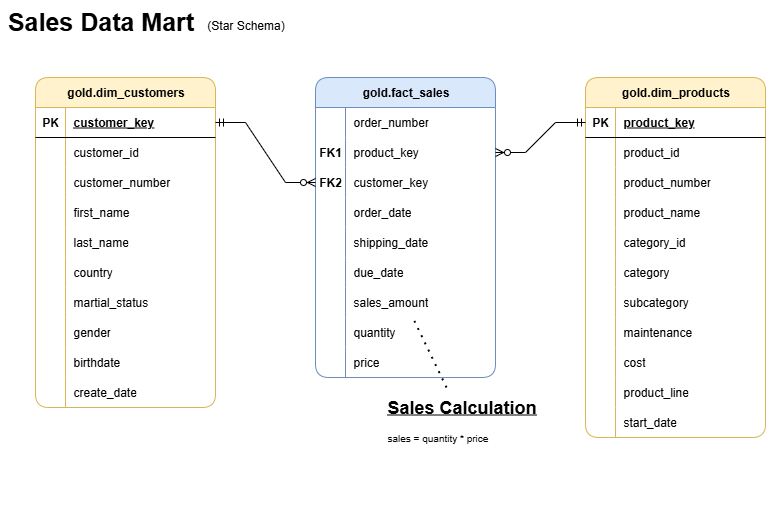 Sales Data Mart (Star Schema)
gold.dim_customers
PK customer_key
customer_id
customer_number
first_name
last_name
country
martial_status
gender
birthdate
create_date
gold.fact_sales
order_number
FK1 product_key
FK2 customer_key
order_date
shipping_date
due_date
sales_amount
quantity
price
Sales Calculation
sales = quantity * price
gold.dim_products
PK product_key
product_id
product_number
product_name
category_id
category
subcategory
maintenance
cost
product_line
start_date